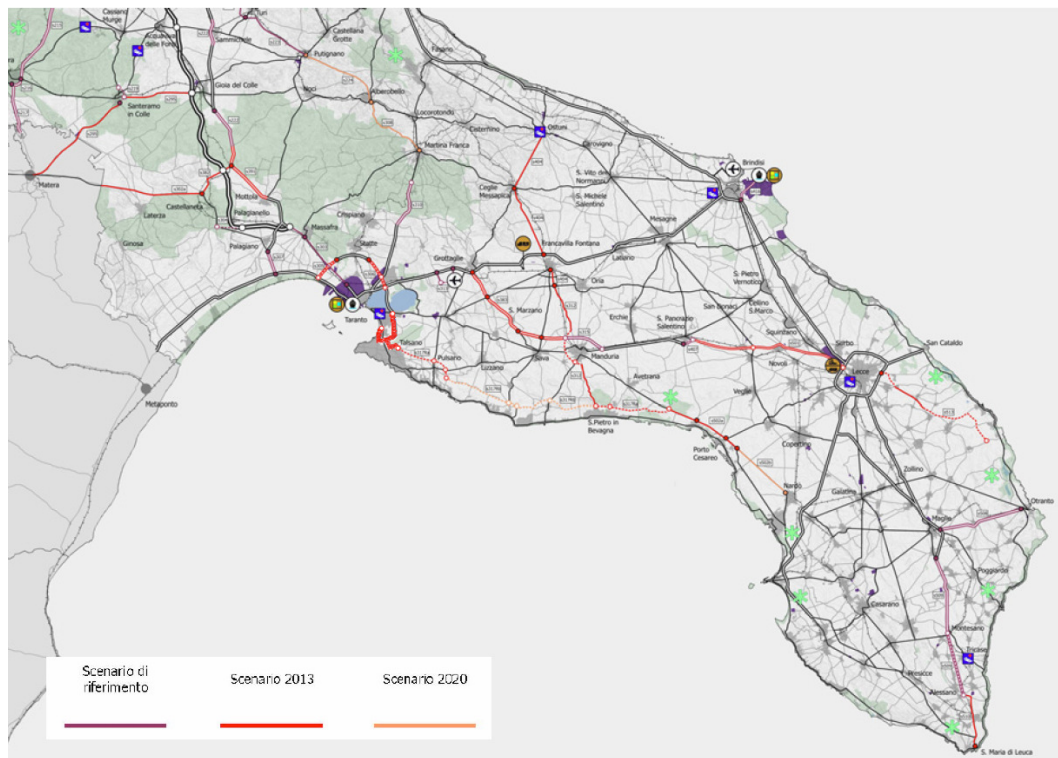 Cassano
Murge
Acquaviva
delle Fonti
Sammichele
Turi
Putignano
Castellana
Grotte
Fasano
Alberobello
Locorotondo
Noci
Gioia del Colle
Santeramo
in Colle
Matera
Martina Franca
Cisternino
Ostuni
Carovigno
Brindisi
S. Vito dei
Normanni
S. Michele
Salentino
Ceglie
Messapica
Mesagne
Mottola
Castellaneta
Palagianello
Laterza
Ginosa
Crispiano
Massafra
Statte
Palagiano
Grottaglie
Francavilla Fontana
Latiano
Oria
S. Pietro
Vernotico
Cellino
S.Marco
San Donaci
Squinzano
Erchie
S. Pancrazio
Salentino
S. Marzano
Taranto
Talsano
Pulsano
Lizzano
Sava
Manduria
Avetrana
Novoli
Veglie
Surbo
Lecce
San Cataldo
Metaponto
S.Pietro in
Bevagna
Porto
Cesareo
Copertino
Nardò
Galatina
Zollino
Otranto
Maglie
Poggiardo
Casarano
Montesano
Tricase
Presicce
Alessano
S. Maria di Leuca
Scenario di
riferimento
Scenario 2013
Scenario 2020